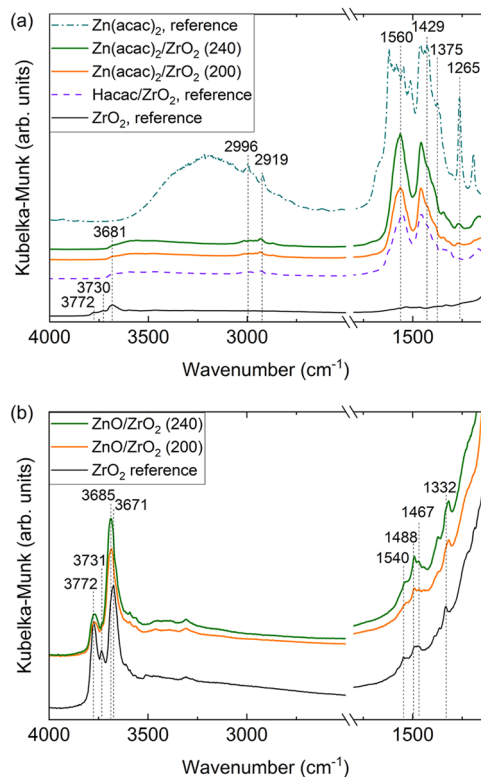 (a)
Zn(acac)₂, reference
Zn(acac)₂/ZrO₂ (240)
Zn(acac)₂/ZrO₂ (200)
Hacac/ZrO₂, reference
ZrO₂, reference
1560
1429
1375
1265
2996
2919
3681
3730
3772
Kubelka-Munk (arb. units)
4000 3500 3000 1500
Wavenumber (cm⁻¹)
(b)
ZnO/ZrO₂ (240)
ZnO/ZrO₂ (200)
ZrO₂ reference
3685
3671
3731
3772
1332
1467
1488
1540
Kubelka-Munk (arb. units)
4000 3500 3000 1500
Wavenumber (cm⁻¹)